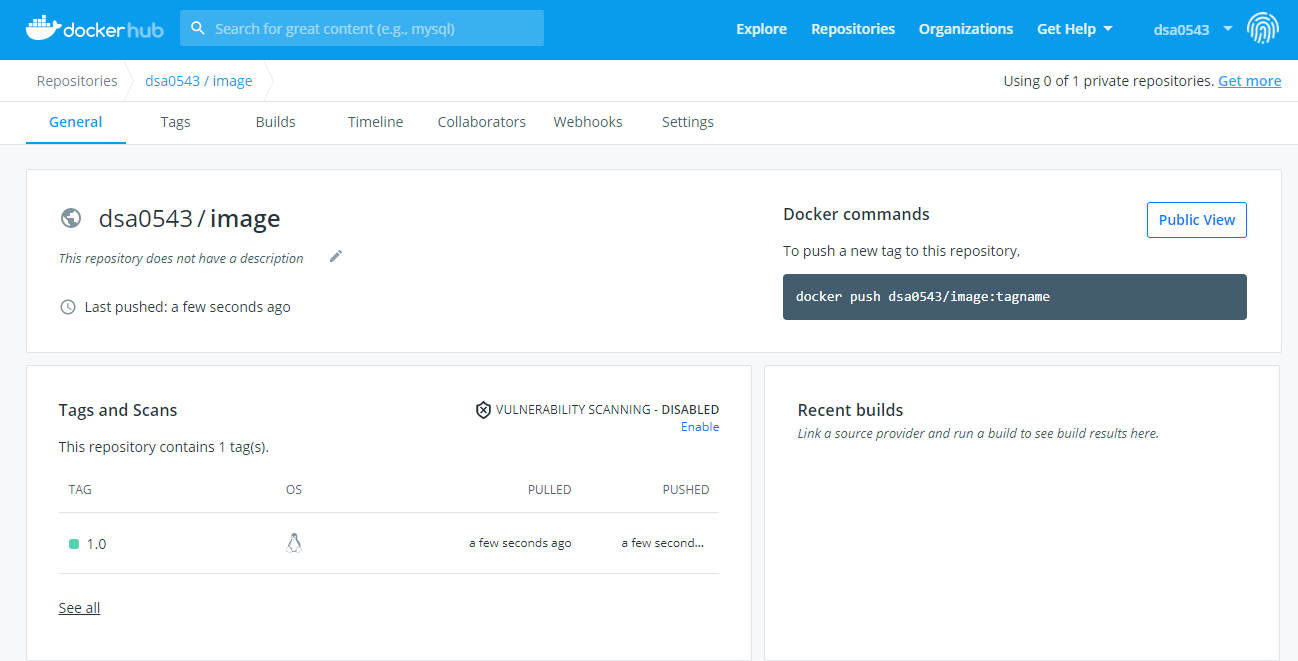 docker hub
Search for great content (e.g., mysql)
Explore
Repositories
Organizations
Get Help
dsa0543
Repositories
dsa0543 / image
Using 0 of 1 private repositories. Get more
General
Tags
Builds
Timeline
Collaborators
Webhooks
Settings
dsa0543 / image
This repository does not have a description
Last pushed: a few seconds ago
Docker commands
Public View
To push a new tag to this repository,
docker push dsa0543/image:tagname
Tags and Scans
VULNERABILITY SCANNING - DISABLED
Enable
This repository contains 1 tag(s).
TAG
OS
PULLED
PUSHED
1.0
a few seconds ago
a few second...
See all
Recent builds
Link a source provider and run a build to see build results here.